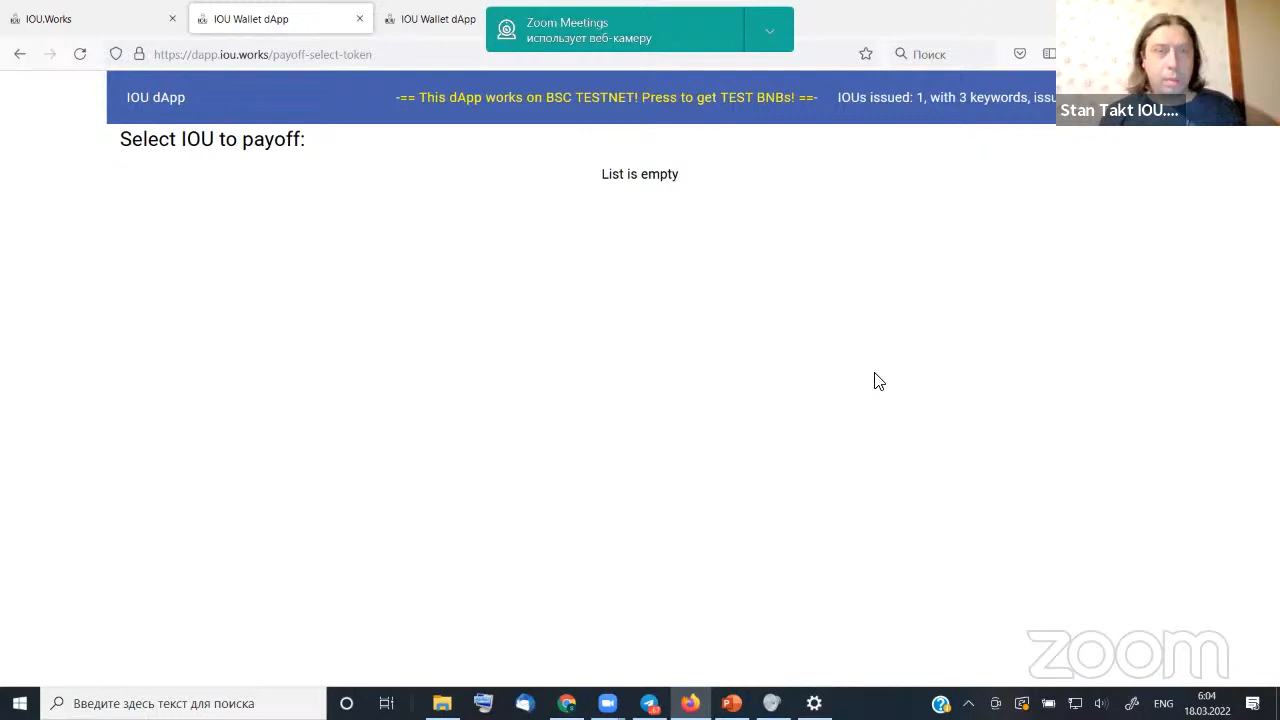 IOU.Works
IOU Wallet dApp
IOU Wallet dApp
Zoom Meetings
использует веб-камеру
https://dapp.iou.works/payoff-select-token
Поиск
IOU dApp
-== This dApp works on BSC TESTNET! Press to get TEST BNBs! ==-
IOUs issued: 1, with 3 keywords, issu
Stan Takt IOU....
Select IOU to payoff:
List is empty
zoom
Введите здесь текст для поиска
ENG
6:04
18.03.2022